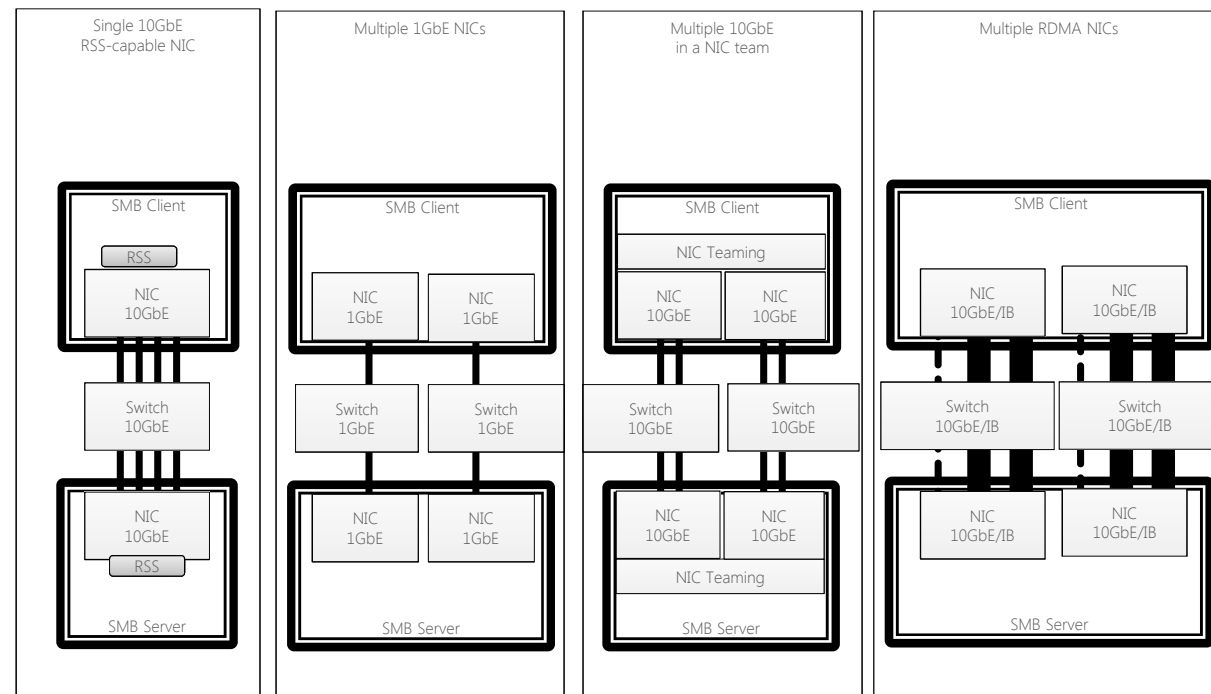 Single 10GbE
RSS-capable NIC
SMB Client
RSS
NIC
10GbE
Switch
10GbE
NIC
10GbE
RSS
SMB Server
Multiple 1GbE NICs
SMB Client
NIC
1GbE
NIC
1GbE
Switch
1GbE
Switch
1GbE
NIC
1GbE
NIC
1GbE
SMB Server
Multiple 10GbE
in a NIC team
SMB Client
NIC Teaming
NIC
10GbE
NIC
10GbE
Switch
10GbE
Switch
10GbE
NIC
10GbE
NIC
10GbE
NIC Teaming
SMB Server
Multiple RDMA NICs
SMB Client
NIC
10GbE/IB
NIC
10GbE/IB
Switch
10GbE/IB
Switch
10GbE/IB
NIC
10GbE/IB
NIC
10GbE/IB
SMB Server